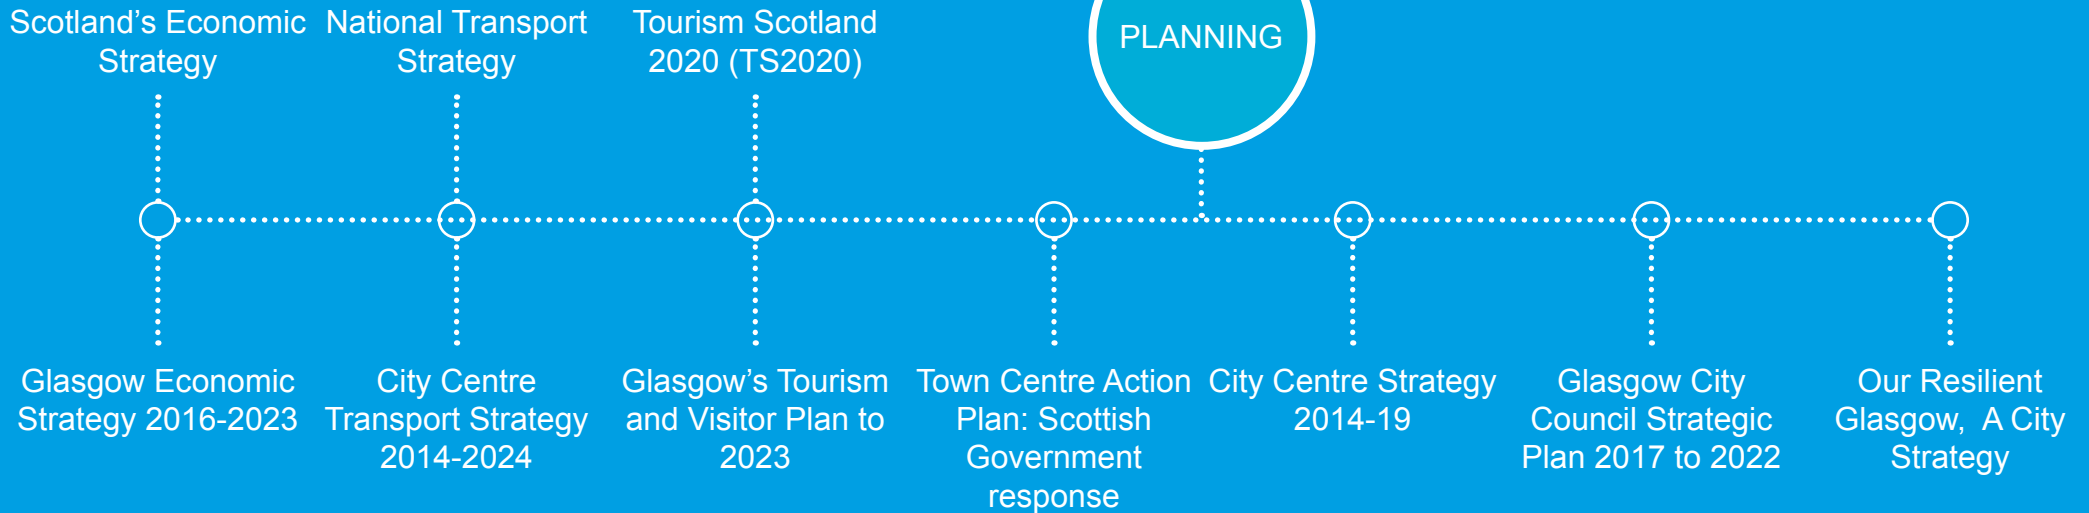 Scotland’s Economic
Strategy
National Transport
Strategy
Tourism Scotland
2020 (TS2020)
PLANNING
Glasgow Economic
Strategy 2016-2023
City Centre
Transport Strategy
2014-2024
Glasgow’s Tourism
and Visitor Plan to
2023
Town Centre Action
Plan: Scottish
Government
response
City Centre Strategy
2014-19
Glasgow City
Council Strategic
Plan 2017 to 2022
Our Resilient
Glasgow,  A City
Strategy